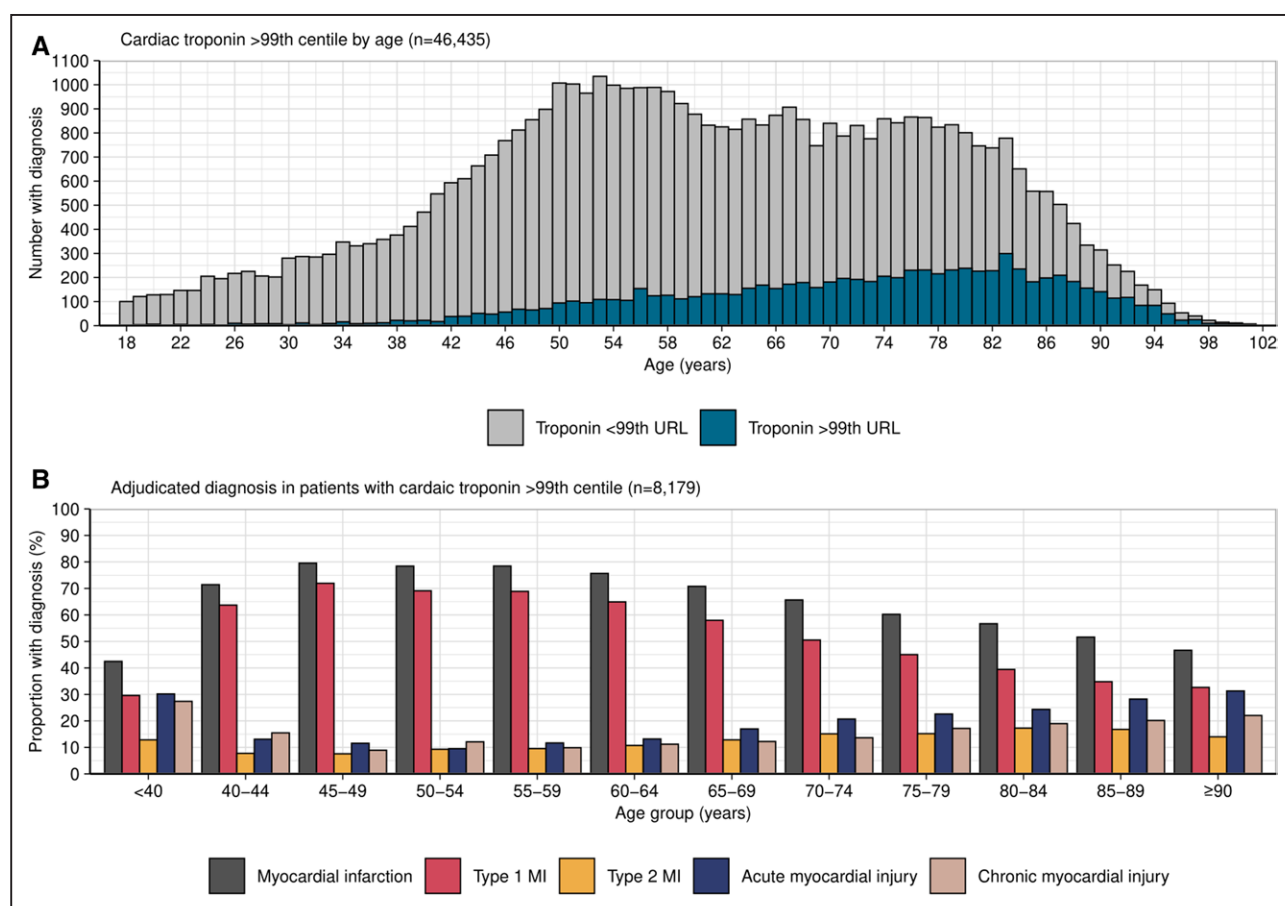 A
Cardiac troponin >99th centile by age (n=46,435)
Number with diagnosis
1100
1000
900
800
700
600
500
400
300
200
100
0
18 22 26 30 34 38 42 46 50 54 58 62 66 70 74 78 82 86 90 94 98 102
Age (years)
Troponin <99th URL Troponin >99th URL
B
Adjudicated diagnosis in patients with cardaic troponin >99th centile (n=8,179)
Proportion with diagnosis (%)
100
90
80
70
60
50
40
30
20
10
0
<40 40–44 45–49 50–54 55–59 60–64 65–69 70–74 75–79 80–84 85–89 ≥90
Age group (years)
Myocardial infarction Type 1 MI Type 2 MI Acute myocardial injury Chronic myocardial injury